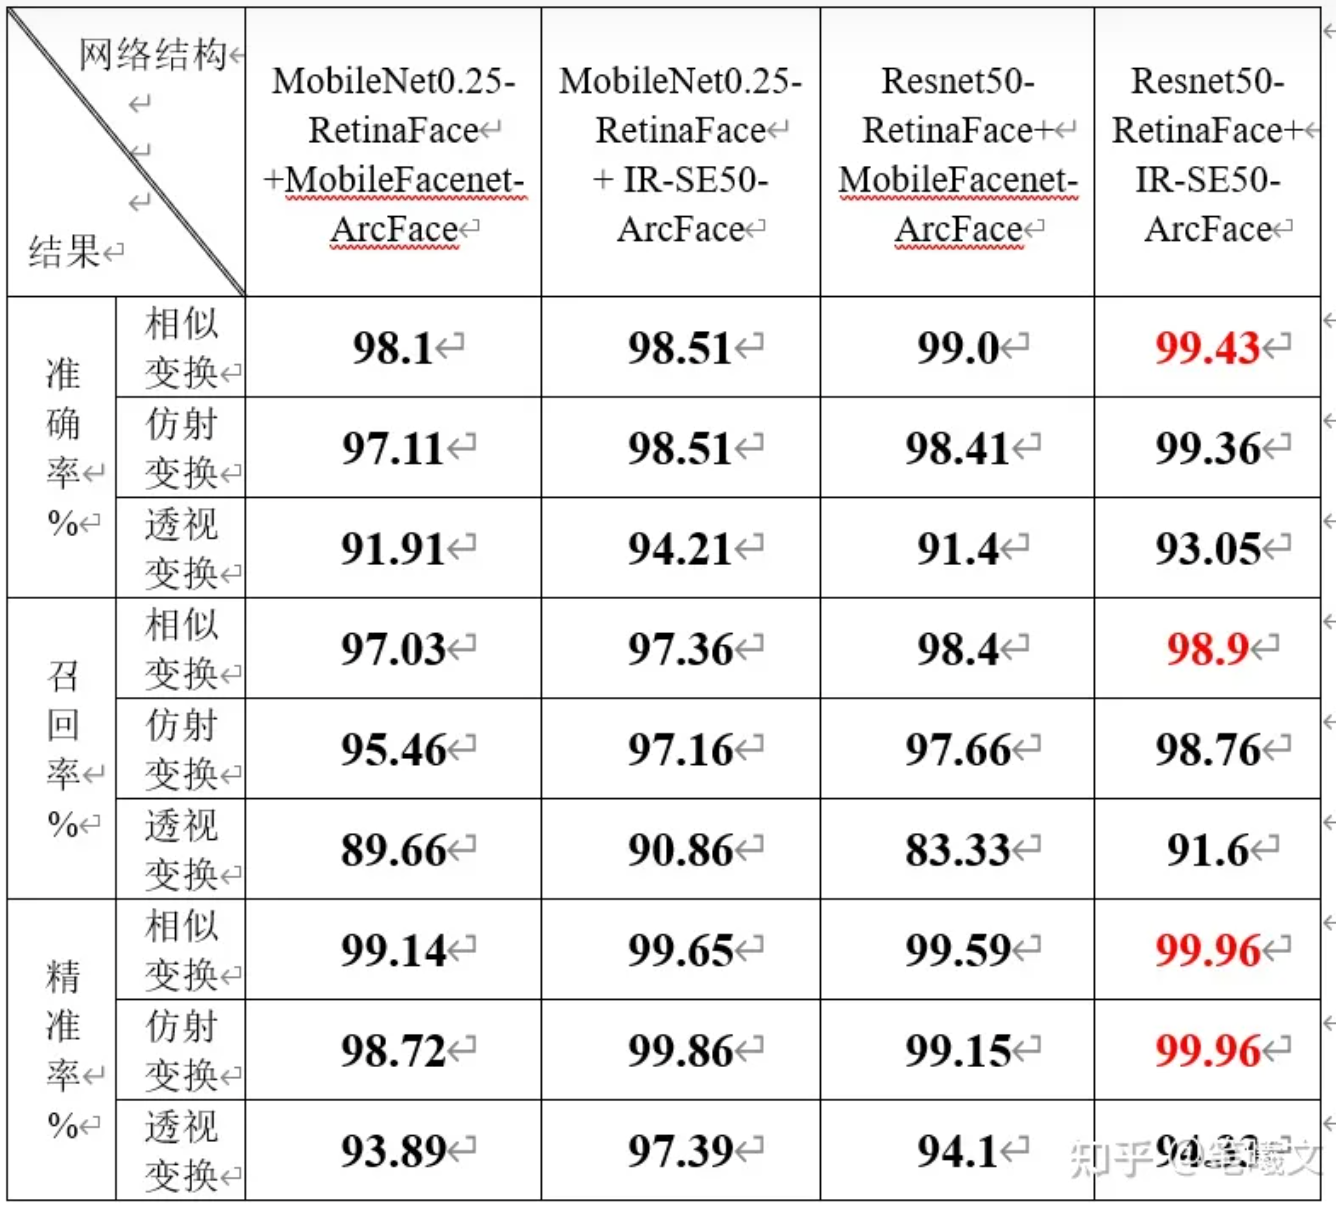 网络结构
结果
MobileNet0.25-
RetinaFace
+MobileFacenet-
ArcFace
MobileNet0.25-
RetinaFace
+ IR-SE50-
ArcFace
Resnet50-
RetinaFace+
MobileFacenet-
ArcFace
Resnet50-
RetinaFace+
IR-SE50-
ArcFace
准
确
率
%
相似
变换
98.1
98.51
99.0
99.43
仿射
变换
97.11
98.51
98.41
99.36
透视
变换
91.91
94.21
91.4
93.05
召
回
率
%
相似
变换
97.03
97.36
98.4
98.9
仿射
变换
95.46
97.16
97.66
98.76
透视
变换
89.66
90.86
83.33
91.6
精
准
率
%
相似
变换
99.14
99.65
99.59
99.96
仿射
变换
98.72
99.86
99.15
99.96
透视
变换
93.89
97.39
94.1
知乎 @笔曦文